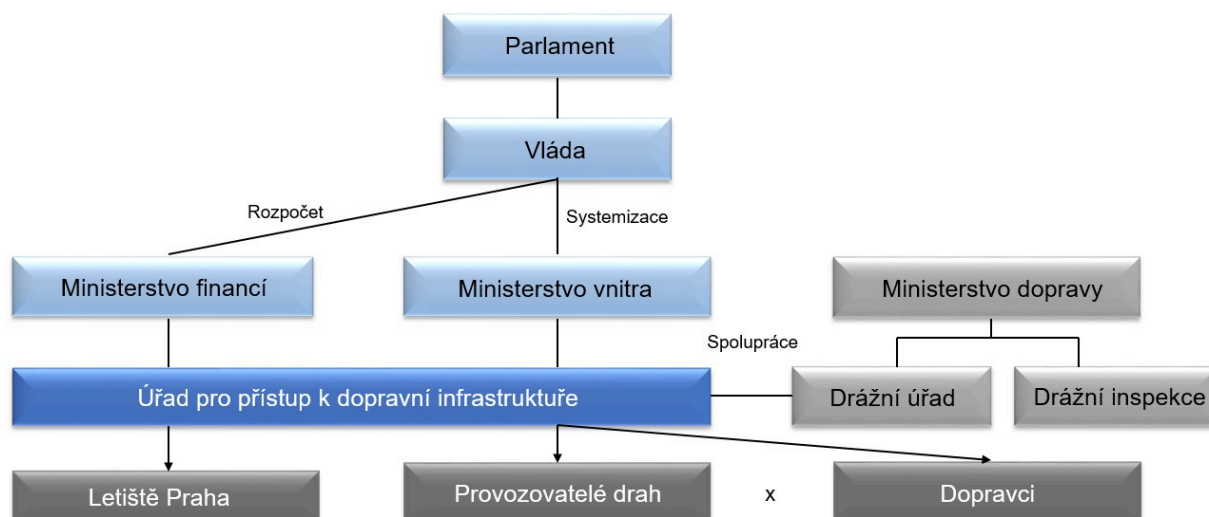 Parlament
Vláda
Rozpočet
Systemizace
Ministerstvo financí
Ministerstvo vnitra
Ministerstvo dopravy
Spolupráce
Úřad pro přístup k dopravní infrastruktuře
Drážní úřad
Drážní inspekce
Letiště Praha
Provozovatelé drah
x
Dopravci